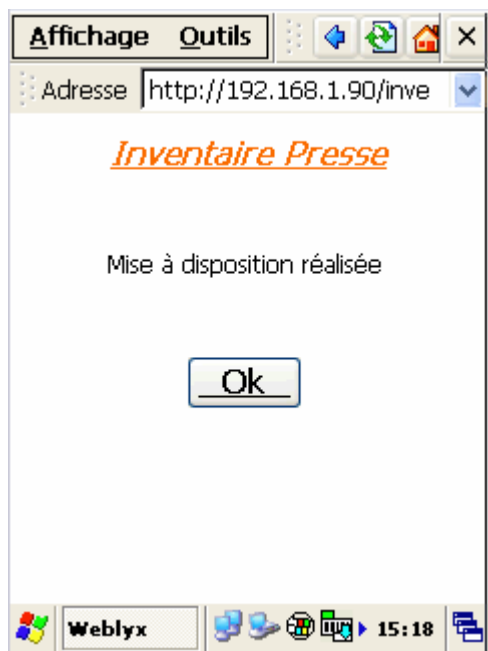 Affichage Outils
Adresse http://192.168.1.90/inve
Inventaire Presse
Mise à disposition réalisée
Ok
Weblyx 15:18